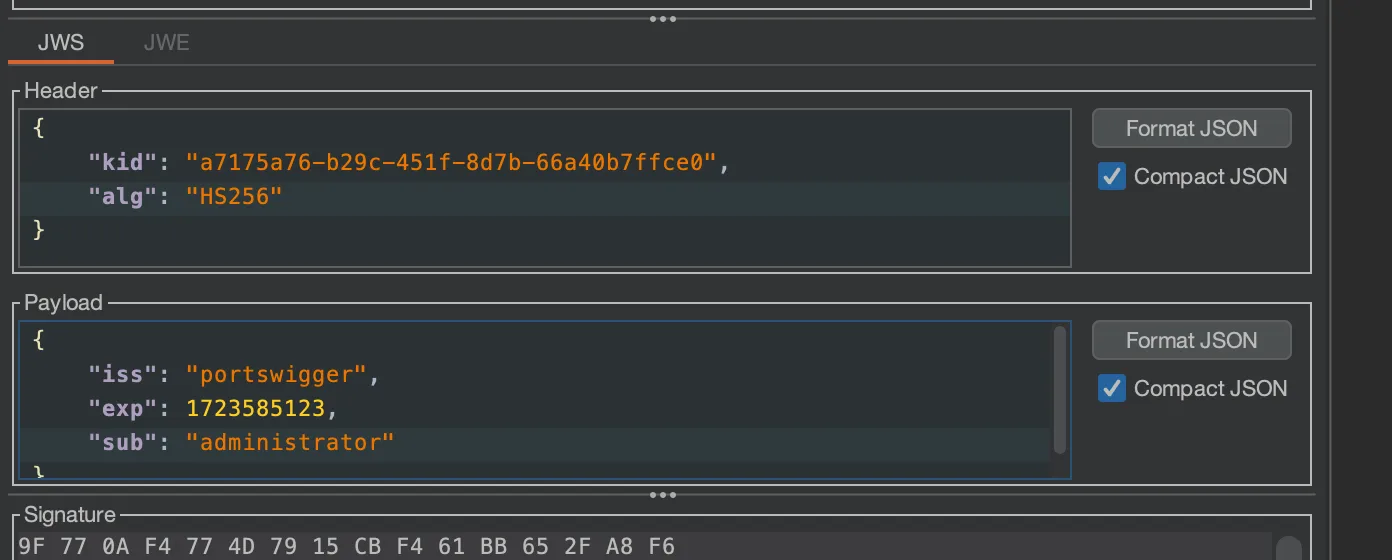 JWS JWE
Header
{
"kid": "a7175a76-b29c-451f-8d7b-66a40b7ffce0",
"alg": "HS256"
}
Format JSON
Compact JSON
Payload
{
"iss": "portswigger",
"exp": 1723585123,
"sub": "administrator"
}
Format JSON
Compact JSON
Signature
9F 77 0A F4 77 4D 79 15 CB F4 61 BB 65 2F A8 F6